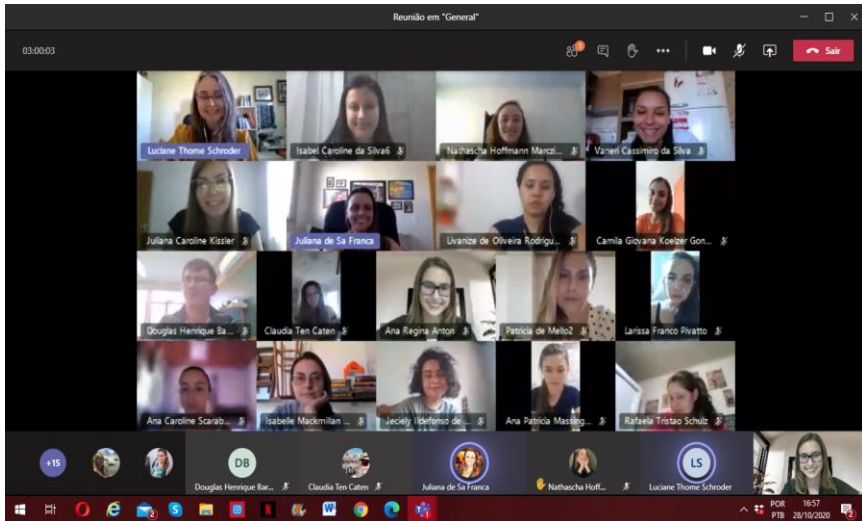 Reunião em "General"
03:00:03
1
Sair
Luciane Thome Schroder
Isabel Caroline da Silva6
Nathascha Hoffmann Marczi...
Vaneri Cassimiro da Silva
Juliana Caroline Kissler
Juliana de Sa Franca
Livanize de Oliveira Rodrigu...
Camila Giovana Koelzer Gon...
Douglas Henrique Ba...
Claudia Ten Caten
Ana Regina Anton
Patricia de Mello2
Larissa Franco Pivatto
Ana Caroline Scarab...
Isabelle Mackmillan ...
Jeciely Ildefonso de ...
Ana Patricia Massing...
Rafaela Tristao Schulz
+15
DB
LS
Douglas Henrique Bar...
Claudia Ten Caten
Juliana de Sa Franca
Nathascha Hoff...
Luciane Thome Schroder
POR
PTB
16:57
28/10/2020